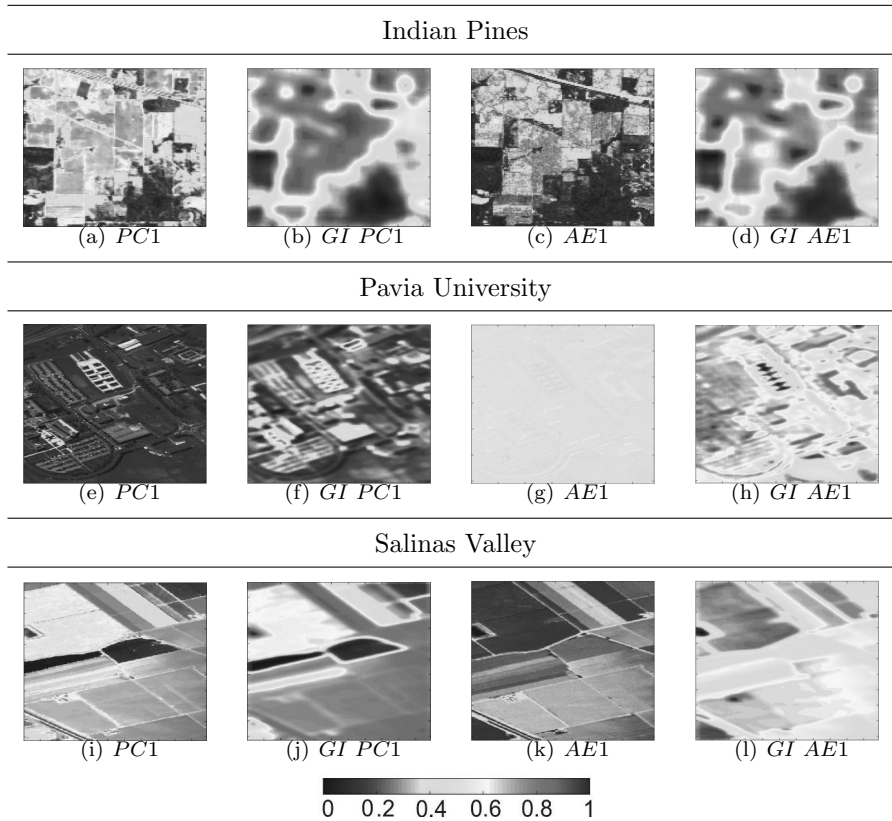 Indian Pines
(a) PC1 (b) GI PC1 (c) AE1 (d) GI AE1
Pavia University
(e) PC1 (f) GI PC1 (g) AE1 (h) GI AE1
Salinas Valley
(i) PC1 (j) GI PC1 (k) AE1 (l) GI AE1
0 0.2 0.4 0.6 0.8 1